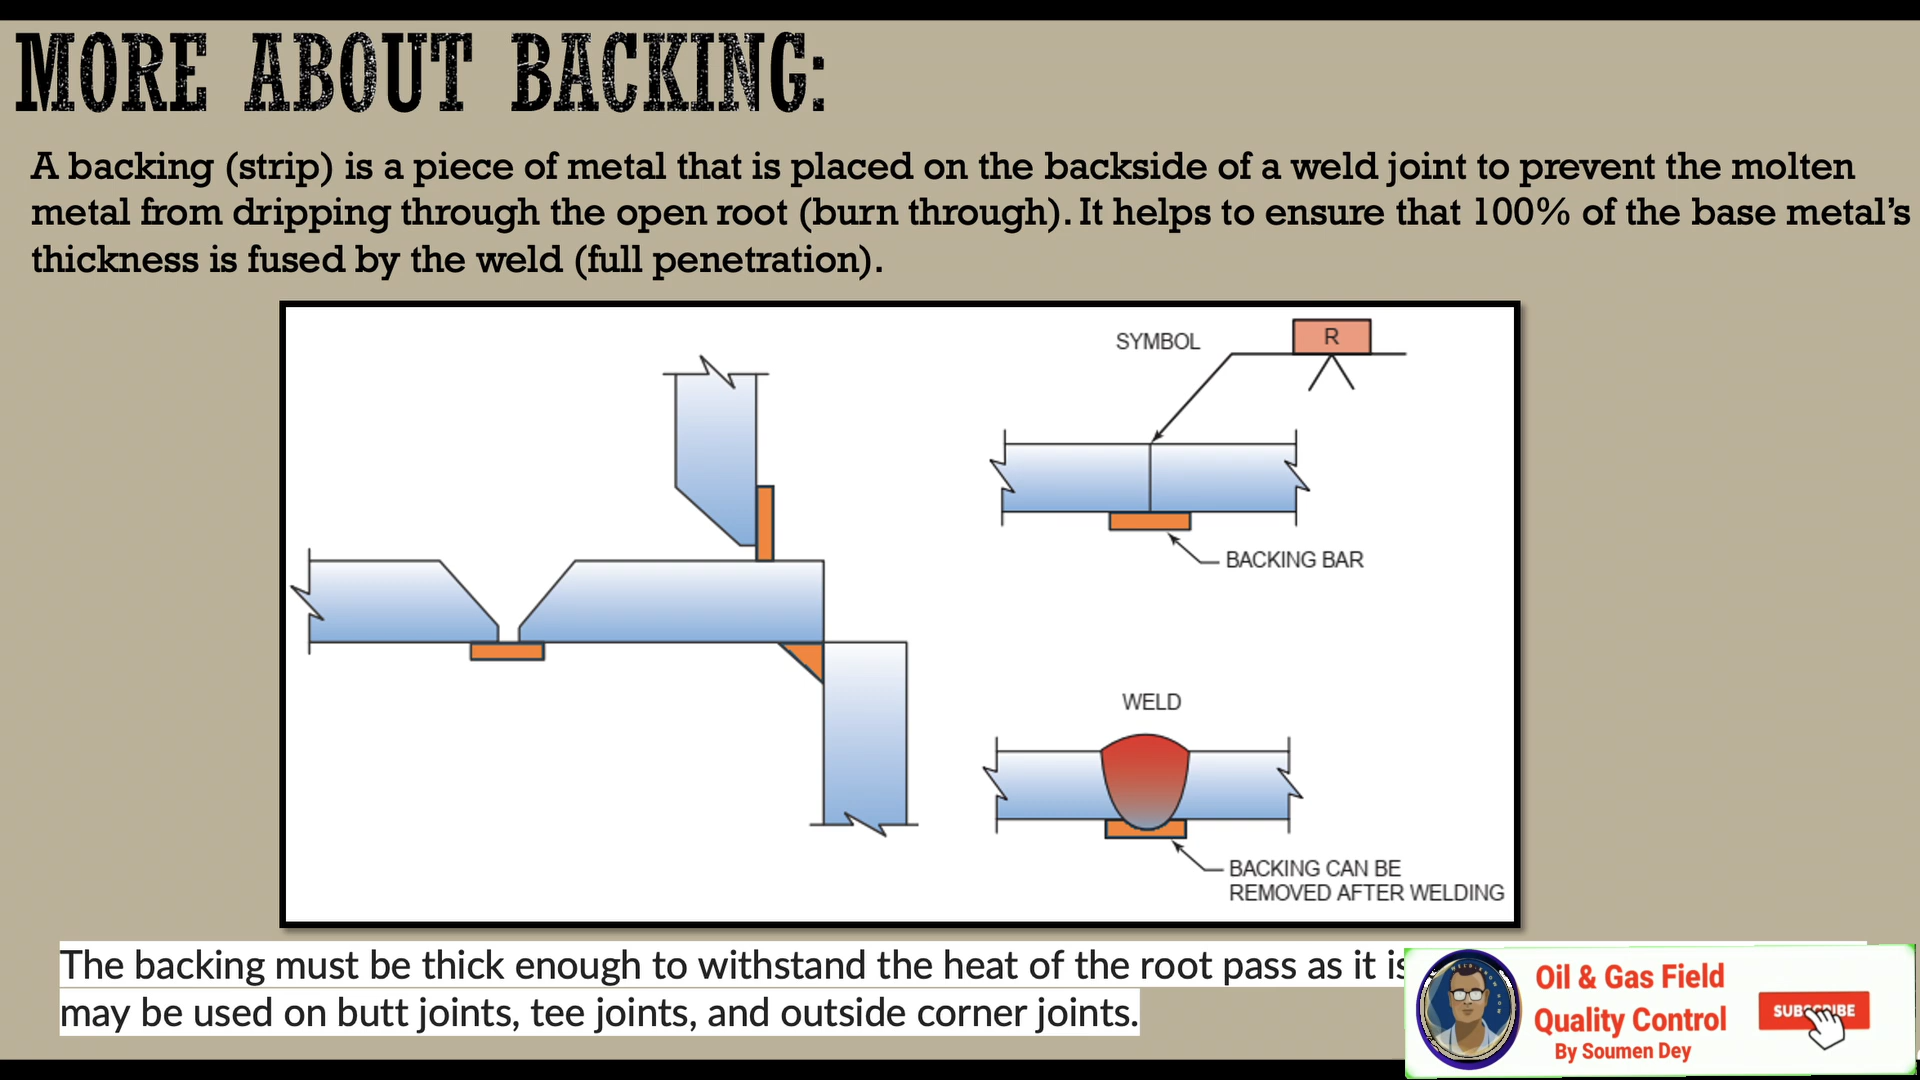 MORE ABOUT BACKING:
A backing (strip) is a piece of metal that is placed on the backside of a weld joint to prevent the molten
metal from dripping through the open root (burn through). It helps to ensure that 100% of the base metal's
thickness is fused by the weld (full penetration).
SYMBOL
R
BACKING BAR
WELD
BACKING CAN BE
REMOVED AFTER WELDING
The backing must be thick enough to withstand the heat of the root pass as it is
may be used on butt joints, tee joints, and outside corner joints.
Oil & Gas Field
Quality Control
By Soumen Dey
SUBSCRIBE